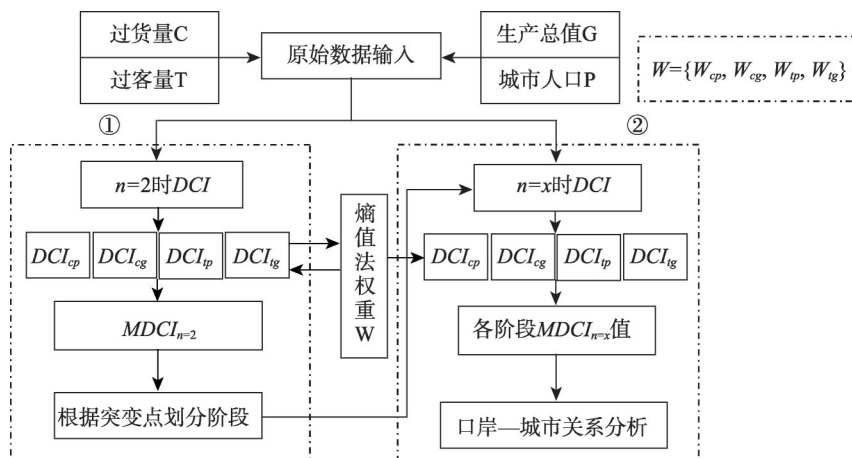 过货量C
过客量T
原始数据输入
生产总值G
城市人口P
W={W_cp, W_cg, W_tp, W_tg}
①
②
n=2时DCI
DCI_cp DCI_cg DCI_tp DCI_tg
MDCI_n=2
根据突变点划分阶段
熵值法权重W
n=x时DCI
DCI_cp DCI_cg DCI_tp DCI_tg
各阶段MDCI_n=x值
口岸—城市关系分析